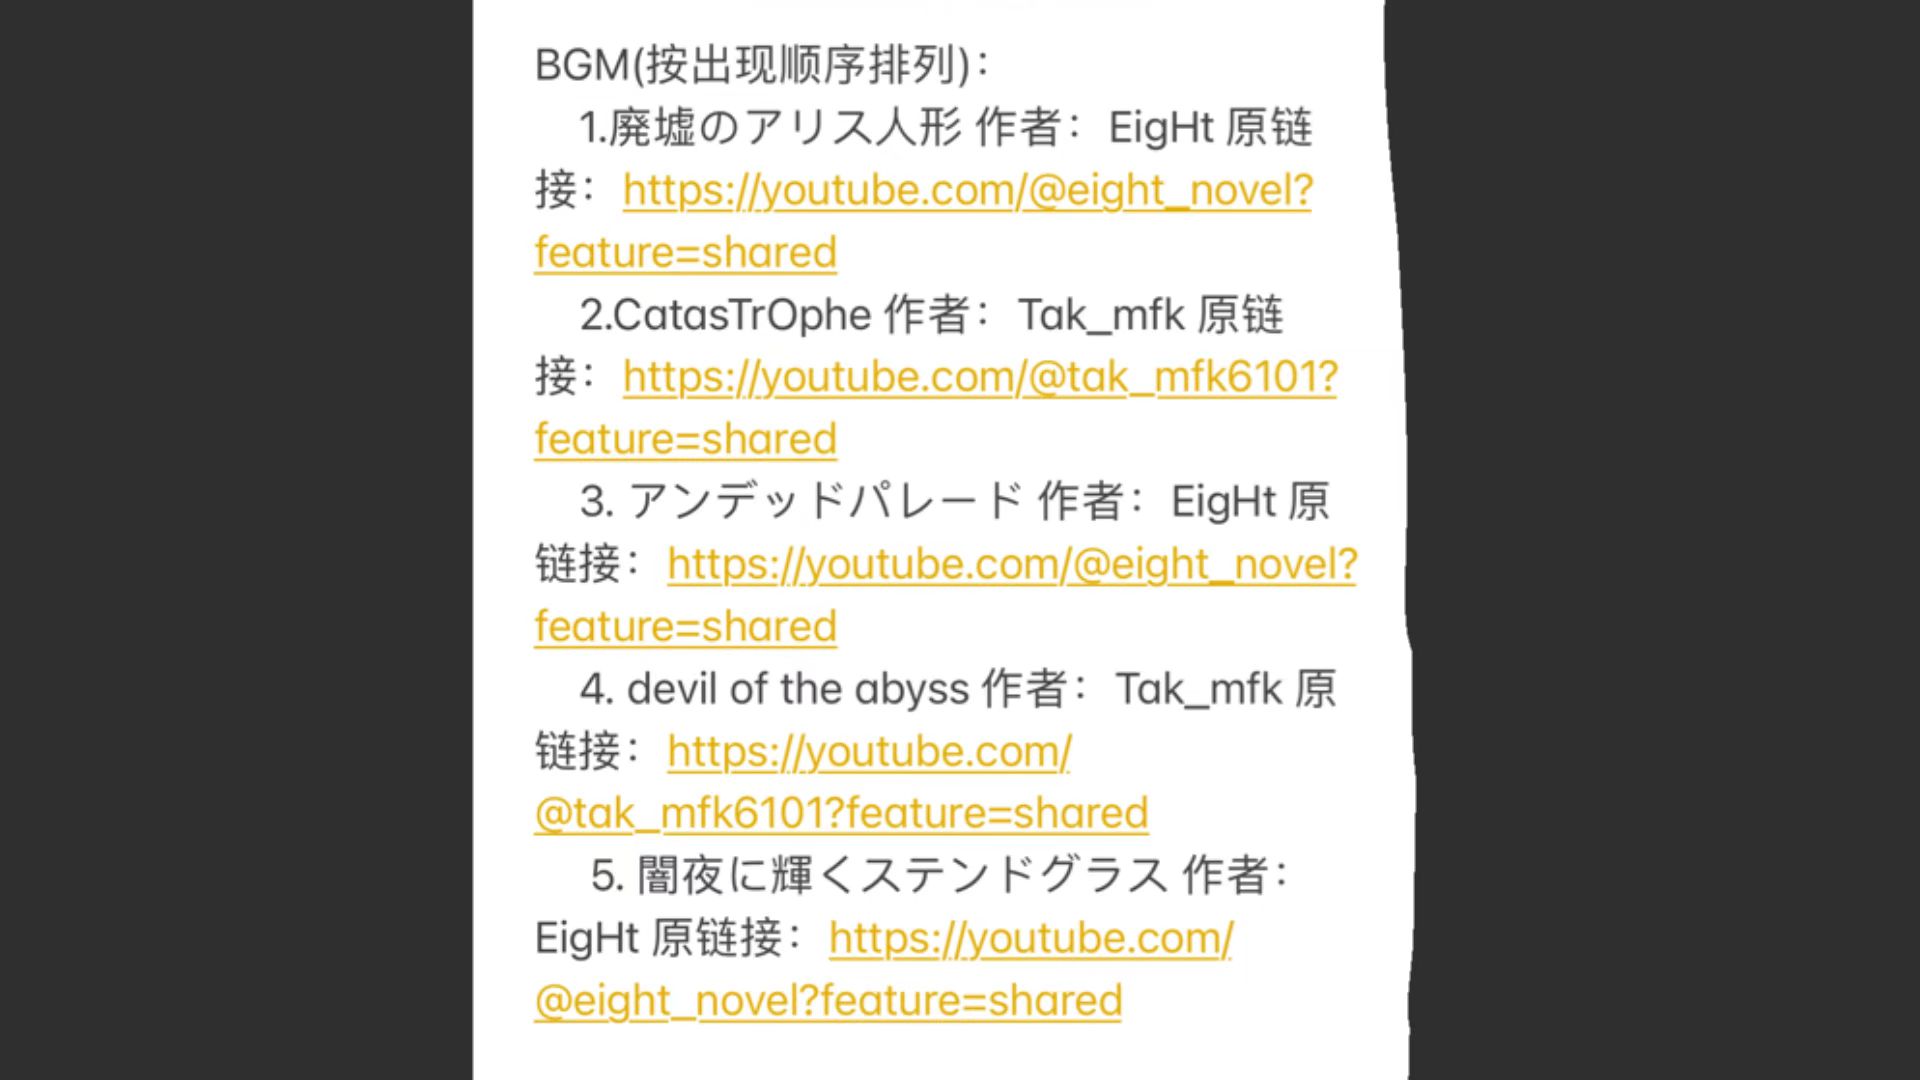 BGM(按出现顺序排列)：
1.廃墟のアリス人形 作者：EigHt 原链
接：https://youtube.com/@eight_novel?
feature=shared
2.CatasTrOphe 作者：Tak_mfk 原链
接：https://youtube.com/@tak_mfk6101?
feature=shared
3. アンデッドパレード 作者：EigHt 原
链接：https://youtube.com/@eight_novel?
feature=shared
4. devil of the abyss 作者：Tak_mfk 原
链接：https://youtube.com/
@tak_mfk6101?feature=shared
5. 闇夜に輝くステンドグラス 作者：
EigHt 原链接：https://youtube.com/
@eight_novel?feature=shared